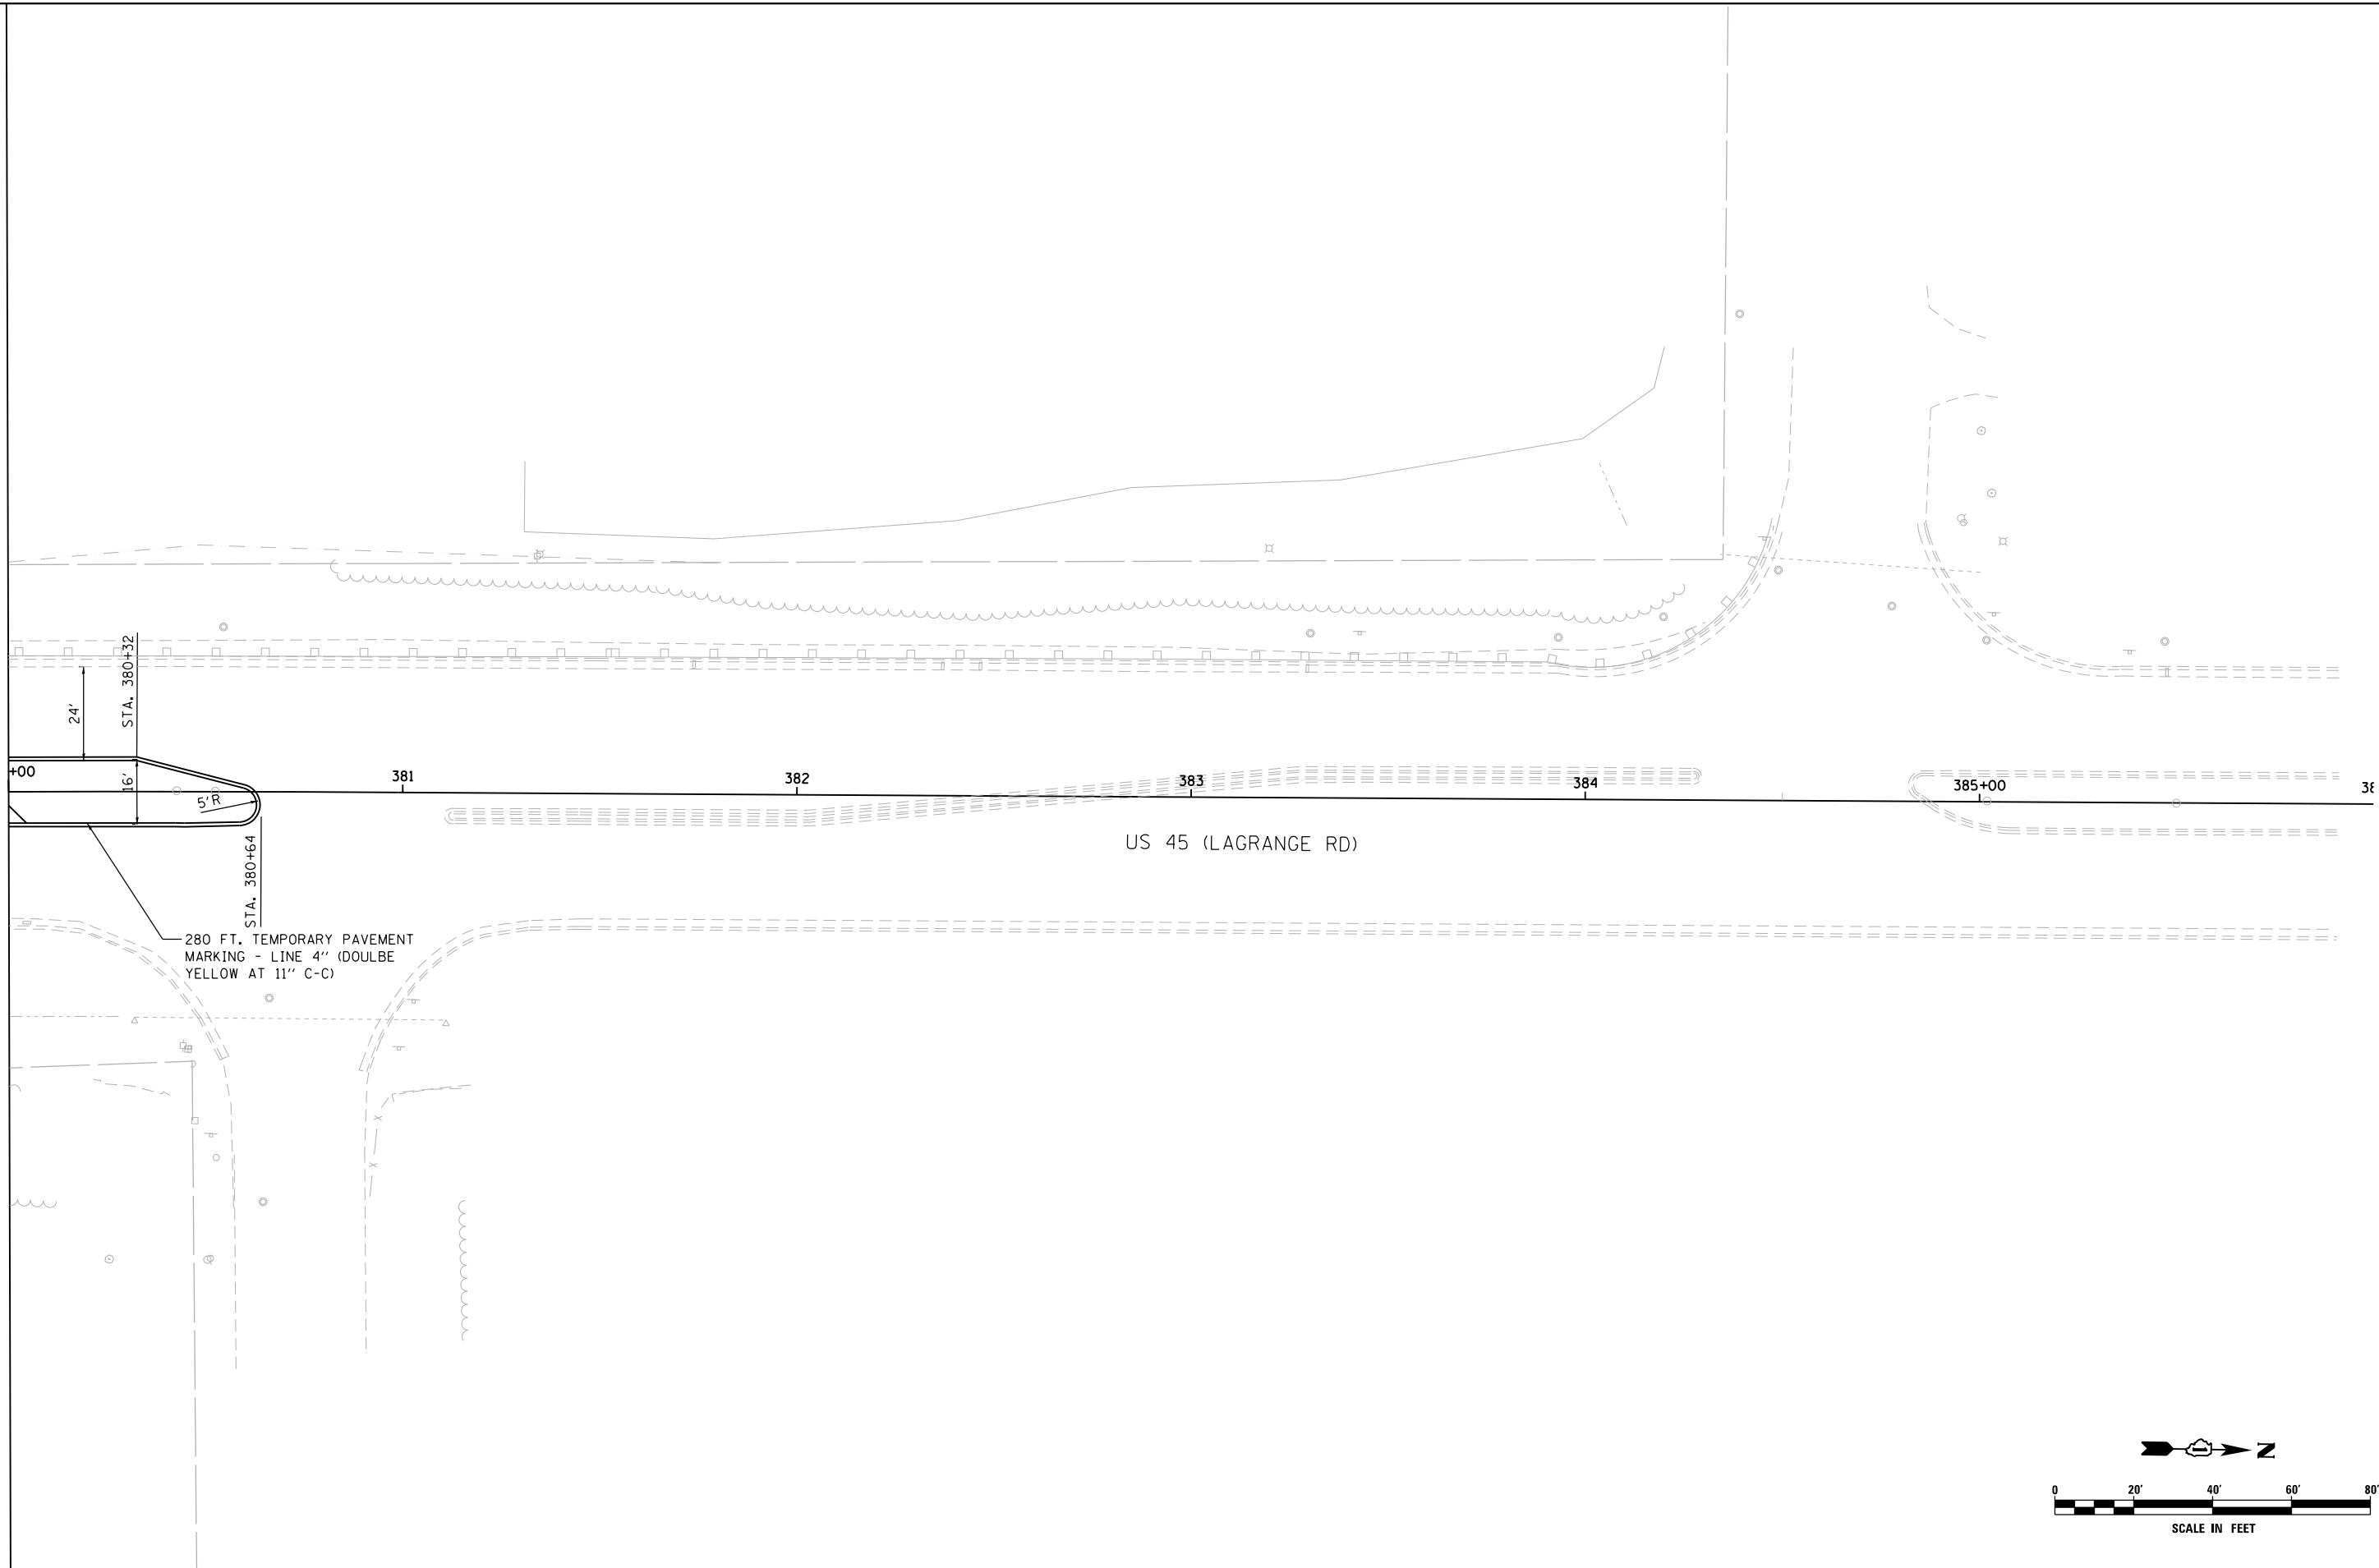 STA. 380+32
24'
16'
+00
381
382
383
384
385+00
38
5'R
US 45 (LAGRANGE RD)
STA. 380+64
280 FT. TEMPORARY PAVEMENT
MARKING - LINE 4" (DOULBE
YELLOW AT 11" C-C)
N
0 20' 40' 60' 80'
SCALE IN FEET